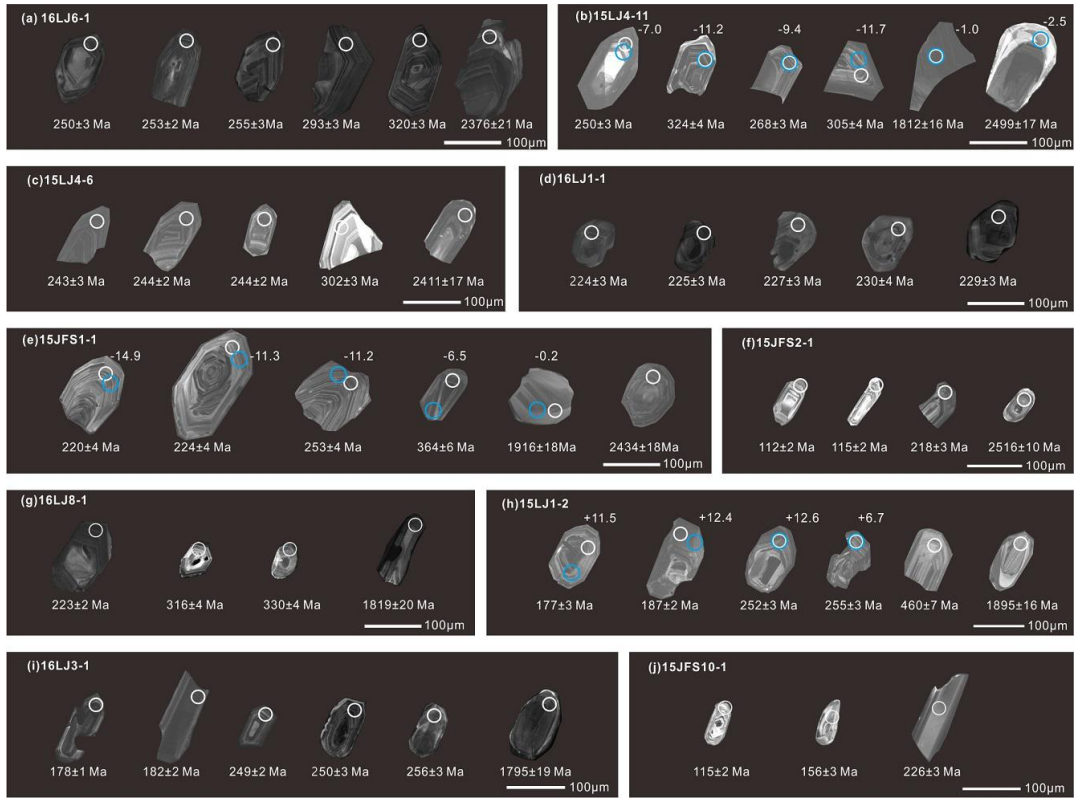 (a) 16LJ6-1
250±3 Ma 253±2 Ma 255±3Ma 293±3 Ma 320±3 Ma 2376±21 Ma
100μm
(b)15LJ4-11
-7.0 -11.2 -9.4 -11.7 -1.0 -2.5
250±3 Ma 324±4 Ma 268±3 Ma 305±4 Ma 1812±16 Ma 2499±17 Ma
100μm
(c)15LJ4-6
243±3 Ma 244±2 Ma 244±2 Ma 302±3 Ma 2411±17 Ma
100μm
(d)16LJ1-1
224±3 Ma 225±3 Ma 227±3 Ma 230±4 Ma 229±3 Ma
100μm
(e)15JFS1-1
-14.9 -11.3 -11.2 -6.5 -0.2
220±4 Ma 224±4 Ma 253±4 Ma 364±6 Ma 1916±18Ma 2434±18Ma
100μm
(f)15JFS2-1
112±2 Ma 115±2 Ma 218±3 Ma 2516±10 Ma
100μm
(g)16LJ8-1
223±2 Ma 316±4 Ma 330±4 Ma 1819±20 Ma
100μm
(h)15LJ1-2
+11.5 +12.4 +12.6 +6.7
177±3 Ma 187±2 Ma 252±3 Ma 255±3 Ma 460±7 Ma 1895±16 Ma
100μm
(i)16LJ3-1
178±1 Ma 182±2 Ma 249±2 Ma 250±3 Ma 256±3 Ma 1795±19 Ma
100μm
(j)15JFS10-1
115±2 Ma 156±3 Ma 226±3 Ma
100μm